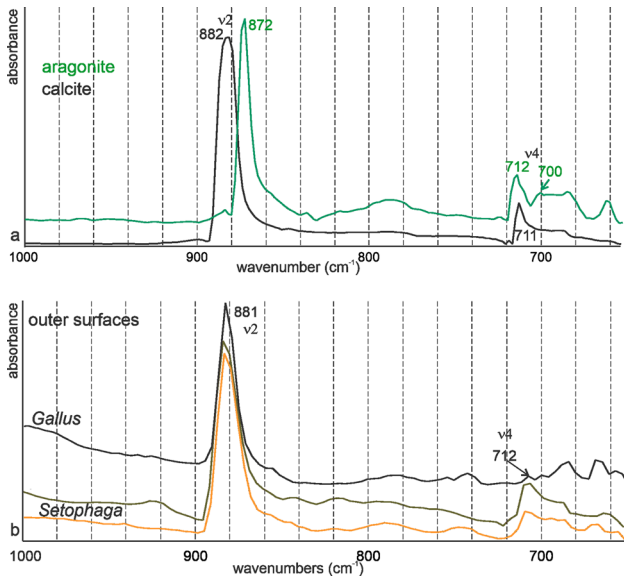 absorbance
ν2
882
872
aragonite
calcite
ν4
712
700
711
a
1000
900
800
700
wavenumber (cm⁻¹)
absorbance
outer surfaces
881
ν2
Gallus
ν4
712
Setophaga
b
1000
900
800
700
wavenumbers (cm⁻¹)